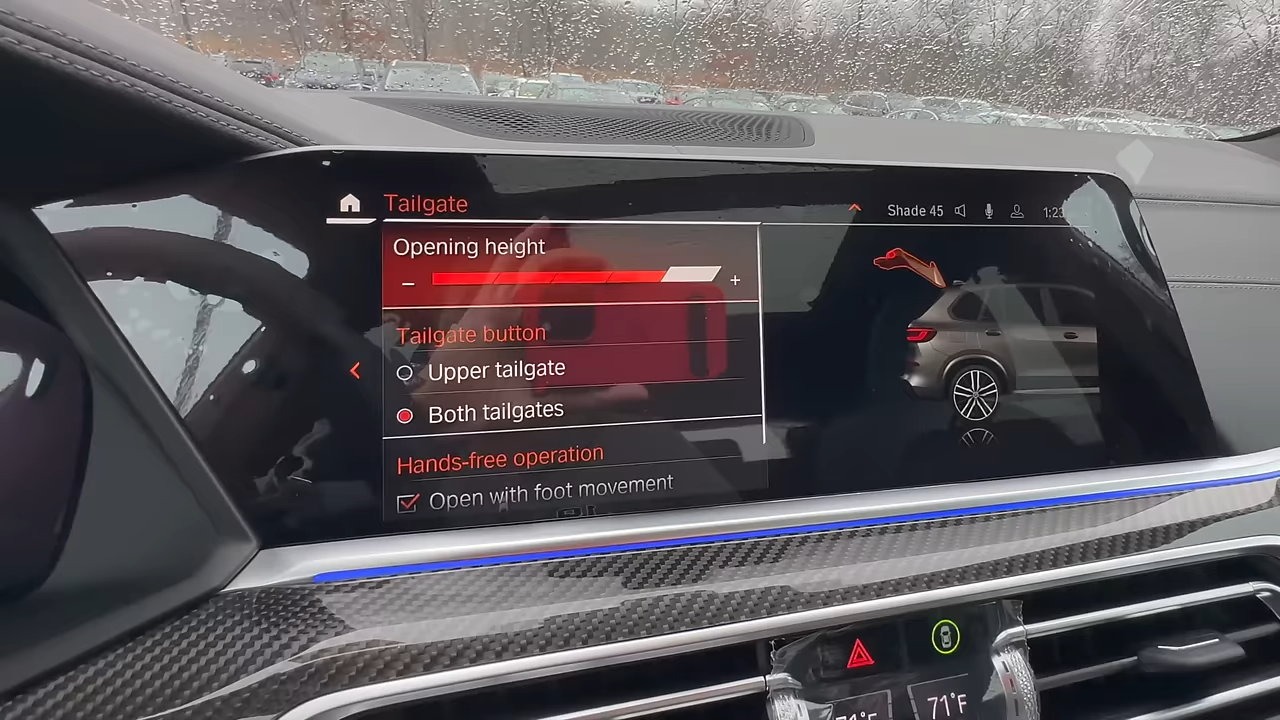 Tailgate
Shade 45
1:23
Opening height
Tailgate button
Upper tailgate
Both tailgates
Hands-free operation
Open with foot movement
71°F
71°F